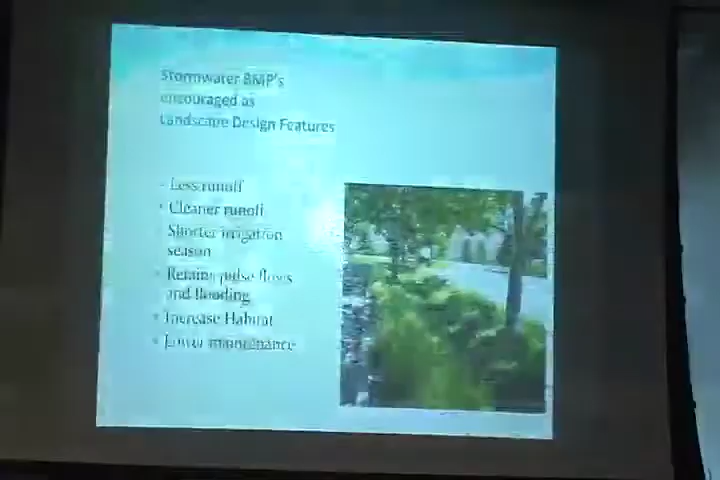 Stormwater BMP's
encouraged as
Landscape Design Features
- Less runoff
• Cleaner runoff
Shorter irrigation
season
• Retains pulse flows
and flooding
• Increase Habitat
• Lower maintenance